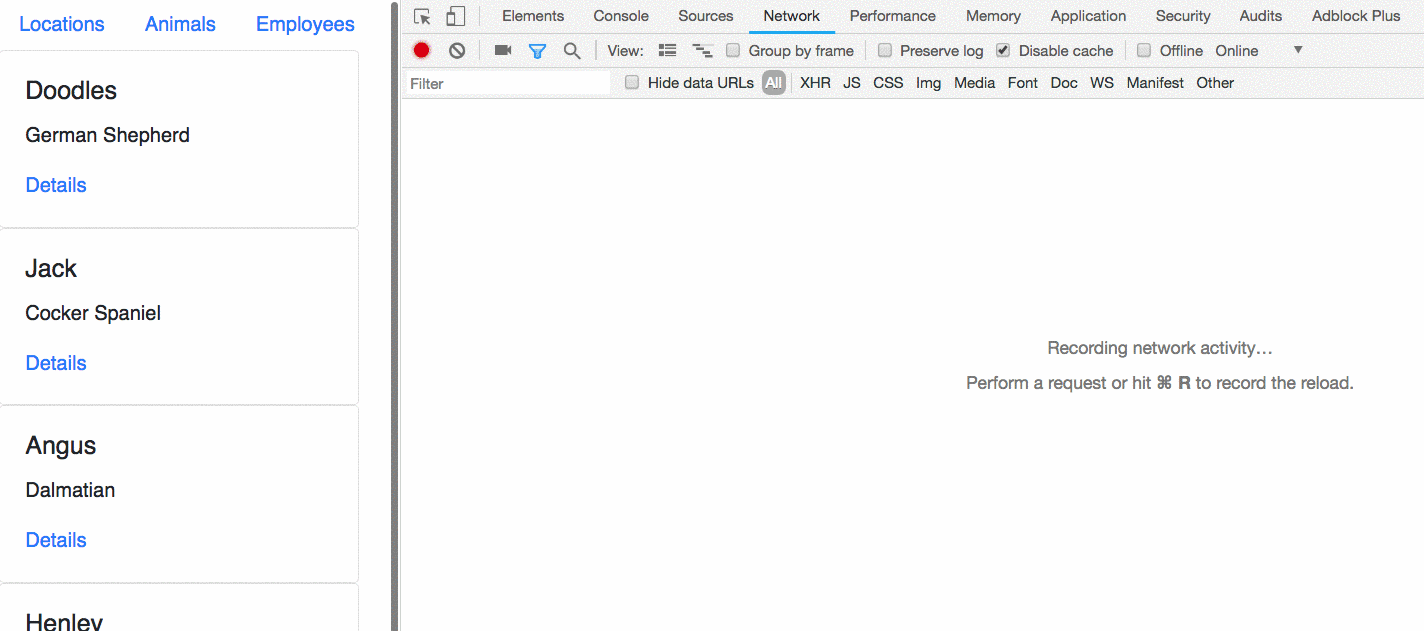 Locations Animals Employees
Doodles
German Shepherd
Details
Jack
Cocker Spaniel
Details
Angus
Dalmatian
Details
Henley
Elements Console Sources Network Performance Memory Application Security Audits Adblock Plus
View: Group by frame Preserve log Disable cache Offline Online
Filter Hide data URLs All XHR JS CSS Img Media Font Doc WS Manifest Other
Recording network activity…
Perform a request or hit ⌘ R to record the reload.